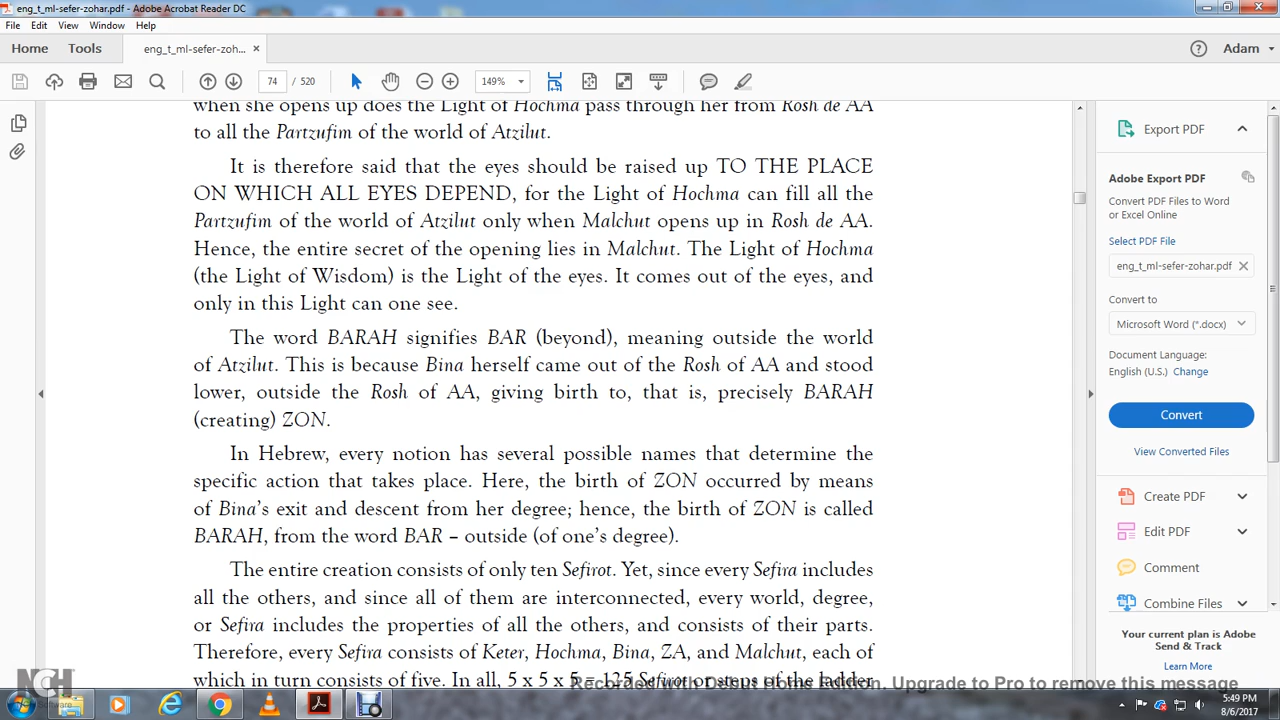 eng_t_ml-sefer-zohar.pdf - Adobe Acrobat Reader DC
File Edit View Window Help
Home Tools eng_t_ml-sefer-zoh... × Adam
74 / 520 149%
when she opens up does the Light of Hochma pass through her from Rosh de AA
to all the Partzufim of the world of Atzilut.
It is therefore said that the eyes should be raised up TO THE PLACE
ON WHICH ALL EYES DEPEND, for the Light of Hochma can fill all the
Partzufim of the world of Atzilut only when Malchut opens up in Rosh de AA.
Hence, the entire secret of the opening lies in Malchut. The Light of Hochma
(the Light of Wisdom) is the Light of the eyes. It comes out of the eyes, and
only in this Light can one see.
The word BARAH signifies BAR (beyond), meaning outside the world
of Atzilut. This is because Bina herself came out of the Rosh of AA and stood
lower, outside the Rosh of AA, giving birth to, that is, precisely BARAH
(creating) ZON.
In Hebrew, every notion has several possible names that determine the
specific action that takes place. Here, the birth of ZON occurred by means
of Bina's exit and descent from her degree; hence, the birth of ZON is called
BARAH, from the word BAR – outside (of one's degree).
The entire creation consists of only ten Sefirot. Yet, since every Sefira includes
all the others, and since all of them are interconnected, every world, degree,
or Sefira includes the properties of all the others, and consists of their parts.
Therefore, every Sefira consists of Keter, Hochma, Bina, ZA, and Malchut, each of
which in turn consists of five. In all, 5 x 5 x 5 = 125 Sefirot or steps of the ladder
Export PDF
Adobe Export PDF
Convert PDF Files to Word
or Excel Online
Select PDF File
eng_t_ml-sefer-zohar.pdf ×
Convert to
Microsoft Word (*.docx)
Document Language:
English (U.S.) Change
Convert
View Converted Files
Create PDF
Edit PDF
Comment
Combine Files
Your current plan is Adobe
Send & Track
Learn More
NCH
Software
Recorded with Debut Home Edition. Upgrade to Pro to remove this message
5:49 PM
8/6/2017